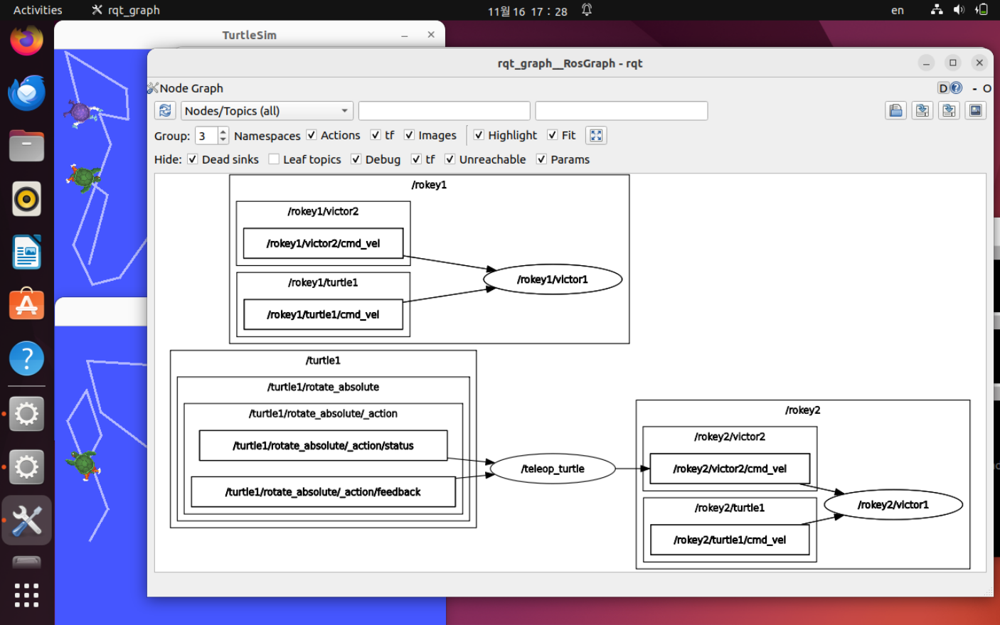 Activities
rqt_graph
11월 16 17 : 28
en
TurtleSim
rqt_graph__RosGraph - rqt
Node Graph
D
- O
Nodes/Topics (all)
Group: 3 Namespaces Actions tf Images Highlight Fit
Hide: Dead sinks Leaf topics Debug tf Unreachable Params
/rokey1
/rokey1/victor2
/rokey1/victor2/cmd_vel
/rokey1/victor1
/rokey1/turtle1
/rokey1/turtle1/cmd_vel
/turtle1
/turtle1/rotate_absolute
/turtle1/rotate_absolute/_action
/turtle1/rotate_absolute/_action/status
/turtle1/rotate_absolute/_action/feedback
/teleop_turtle
/rokey2
/rokey2/victor2
/rokey2/victor2/cmd_vel
/rokey2/victor1
/rokey2/turtle1
/rokey2/turtle1/cmd_vel